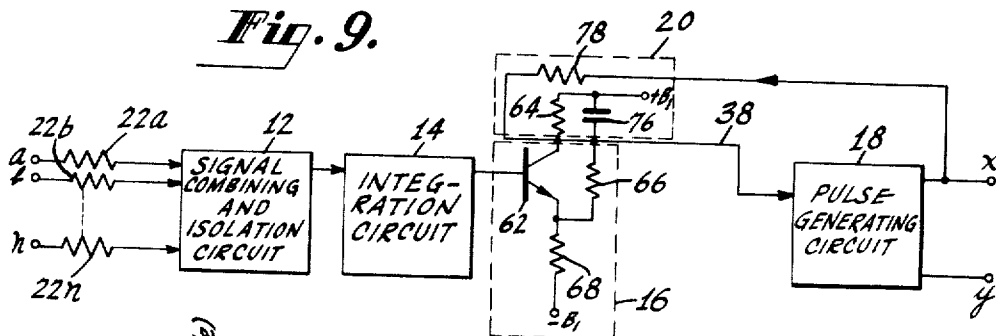 Fig. 9.
20
78
64
+B₁
76
38
22b
22a
12
14
18
a
b
n
22n
SIGNAL
COMBINING
AND
ISOLATION
CIRCUIT
INTEG-
RATION
CIRCUIT
62
66
68
-B₁
16
PULSE
GENERATING
CIRCUIT
x
y